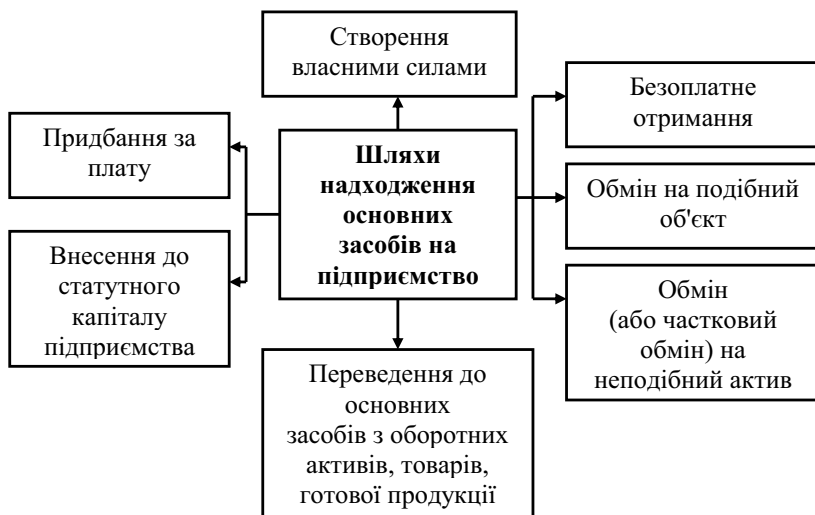 Створення
власними силами
Придбання за
плату
Внесення до
статутного
капіталу
підприємства
Шляхи
надходження
основних
засобів на
підприємство
Безоплатне
отримання
Обмін на подібний
об'єкт
Обмін
(або частковий
обмін) на
неподібний актив
Переведення до
основних
засобів з оборотних
активів, товарів,
готової продукції